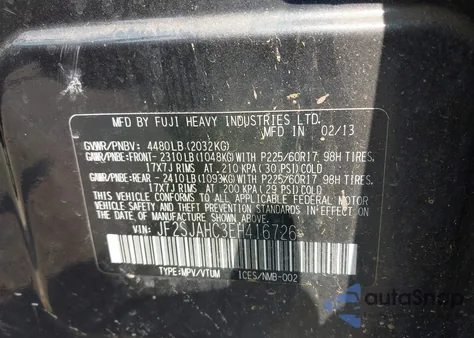 MFD BY FUJI HEAVY INDUSTRIES LTD.
MFD IN 02/13
GVWR/PNBV: 4480LB(2032KG)
GAWR/PNBE:FRONT-2310LB(1048KG)WITH P225/60R17 98H TIRES,
17X7J RIMS AT 210 KPA(30 PSI)COLD
GAWR/PNBE:REAR -2410LB(1093KG)WITH P225/60R17 98H TIRES,
17X7J RIMS AT 200 KPA(29 PSI)COLD
THIS VEHICLE CONFORMS TO ALL APPLICABLE FEDERAL MOTOR VEHICLE
SAFETY AND THEFT PREVENTION STANDARDS IN EFFECT ON THE DATE
OF MANUFACTURE SHOWN ABOVE.
VIN: JF2SJAHC3EH416726
TYPE:MPV/VTUM ICES/NMB-002
autaSnap